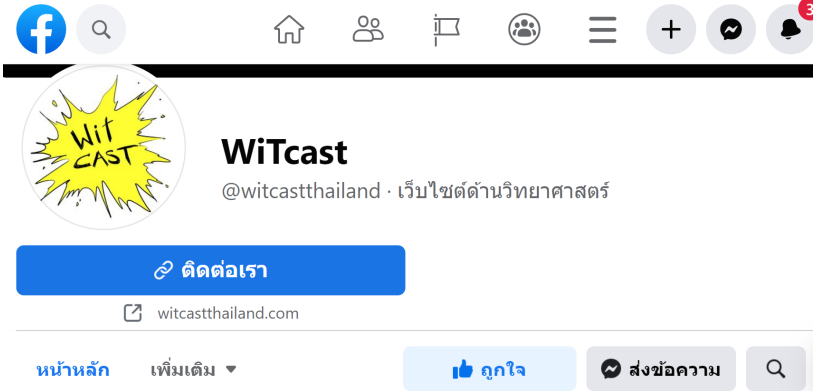 3
Wit
CAST
WiTcast
@witcastthailand · เว็บไซต์ด้านวิทยาศาสตร์
ติดต่อเรา
witcastthailand.com
หน้าหลัก เพิ่มเติม ถูกใจ ส่งข้อความ